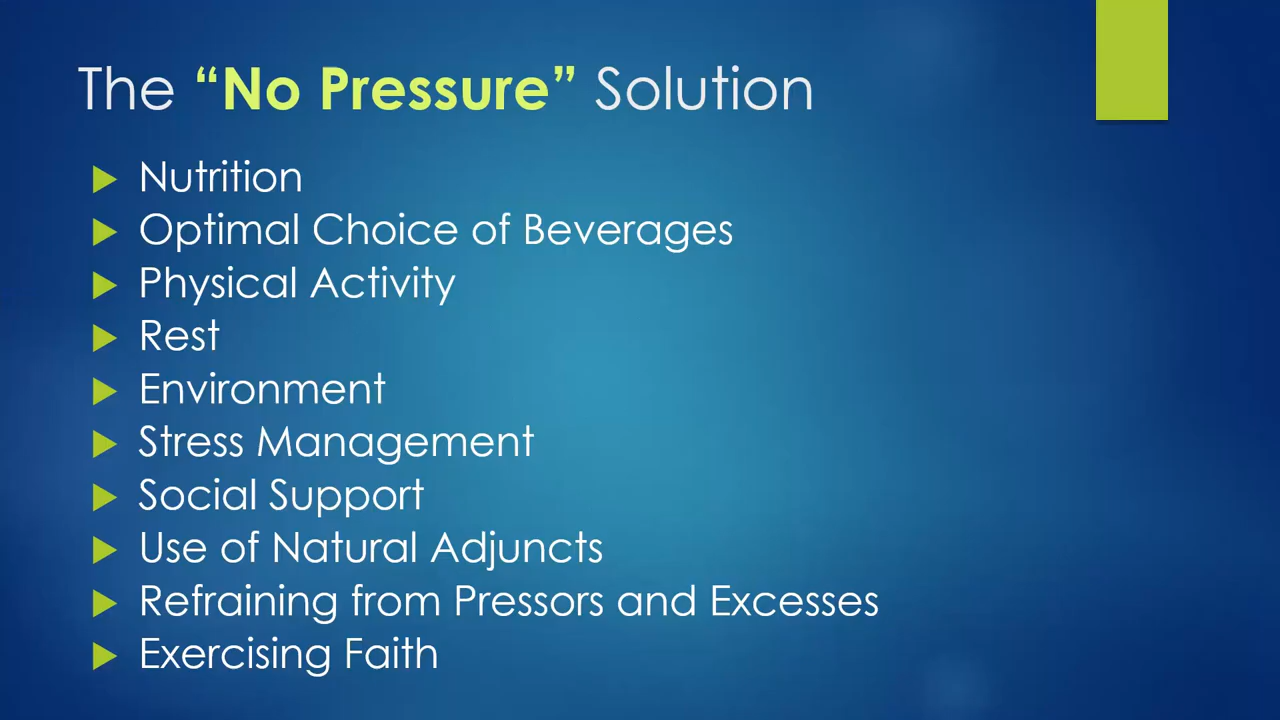 The “No Pressure” Solution
Nutrition
Optimal Choice of Beverages
Physical Activity
Rest
Environment
Stress Management
Social Support
Use of Natural Adjuncts
Refraining from Pressors and Excesses
Exercising Faith